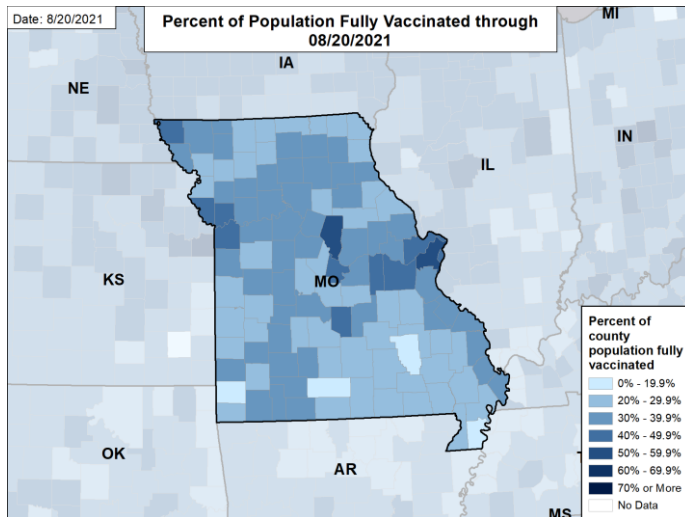 Date: 8/20/2021
Percent of Population Fully Vaccinated through
08/20/2021
MI
IA
NE
IN
IL
KS
MO
OK
AR
MS
Percent of
county
population fully
vaccinated
0% - 19.9%
20% - 29.9%
30% - 39.9%
40% - 49.9%
50% - 59.9%
60% - 69.9%
70% or More
No Data